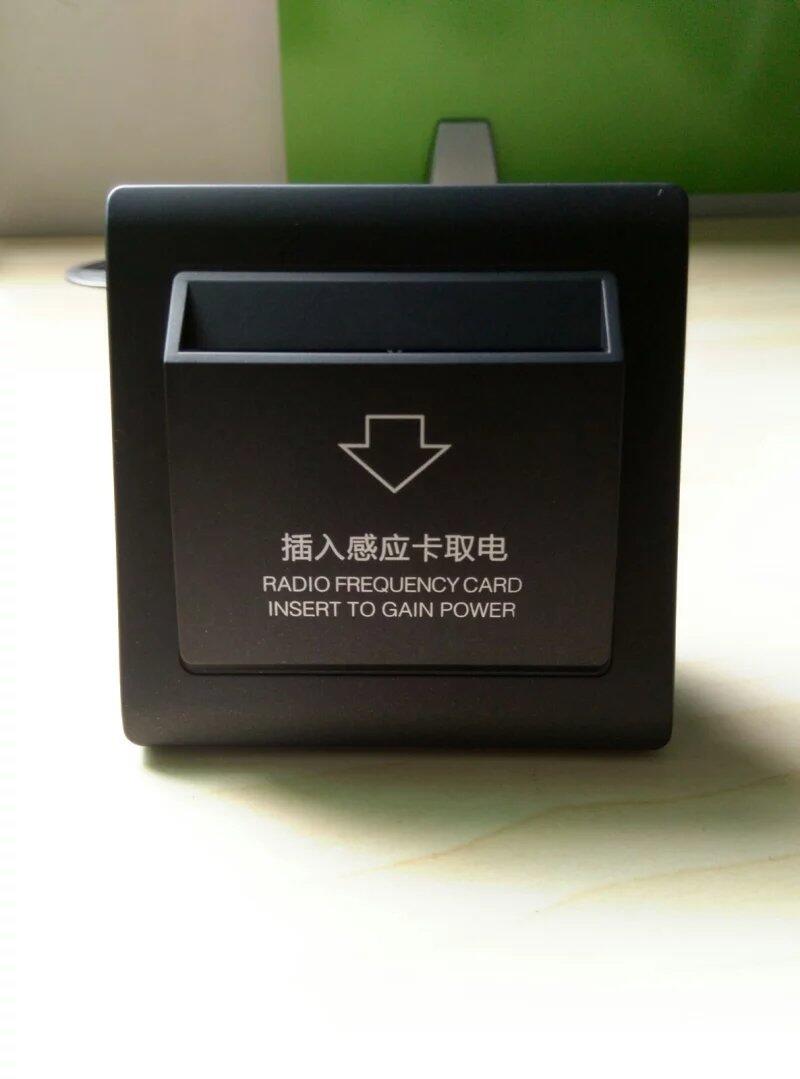 插入感应卡取电
RADIO FREQUENCY CARD
INSERT TO GAIN POWER